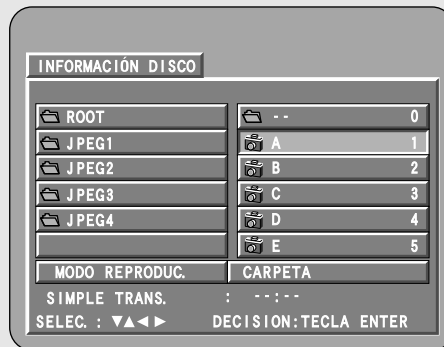 INFORMACIÓN DISCO
ROOT
JPEG1
JPEG2
JPEG3
JPEG4
-- 0
A 1
B 2
C 3
D 4
E 5
MODO REPRODUC. CARPETA
SIMPLE TRANS. : --:--
SELEC. : ▼▲◄► DECISION:TECLA ENTER